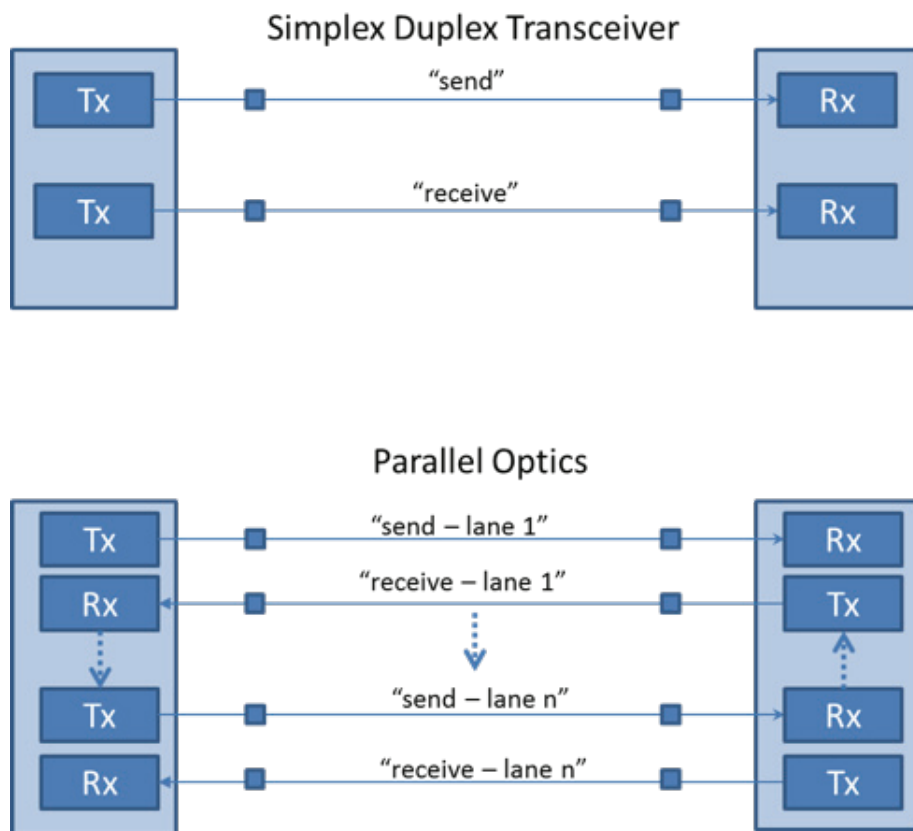 Simplex Duplex Transceiver
Tx “send” Rx
Tx “receive” Rx
Parallel Optics
Tx “send – lane 1” Rx
Rx “receive – lane 1” Tx
Tx “send – lane n” Rx
Rx “receive – lane n” Tx